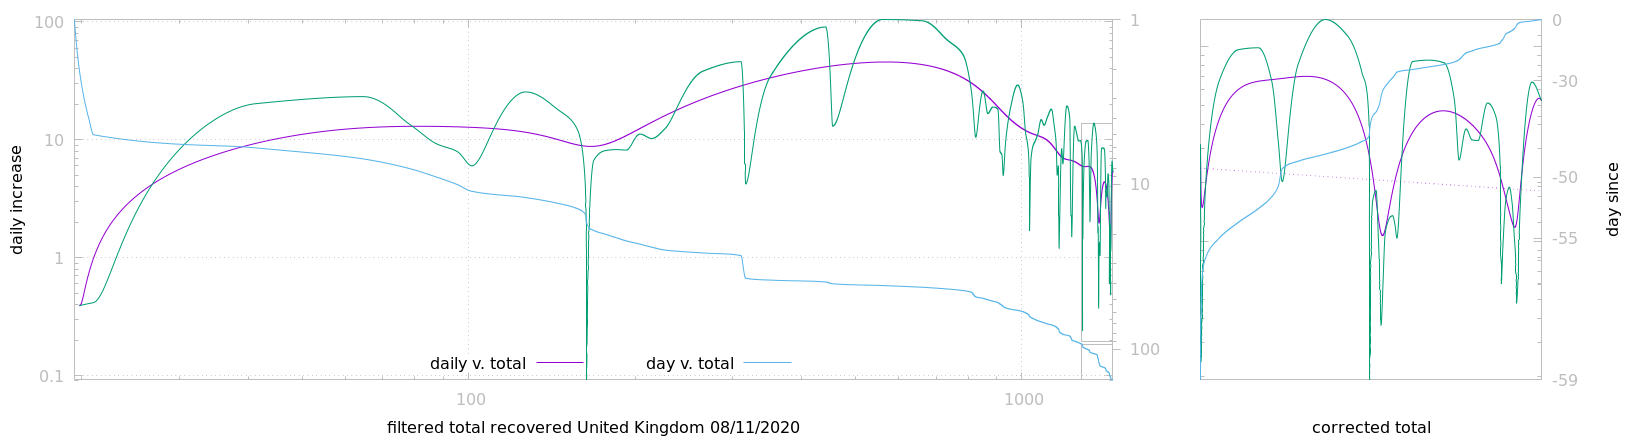 100
10
1
0.1
daily increase
100
1000
1
10
100
daily v. total
day v. total
filtered total recovered United Kingdom 08/11/2020
0
-30
-50
-55
-59
day since
corrected total